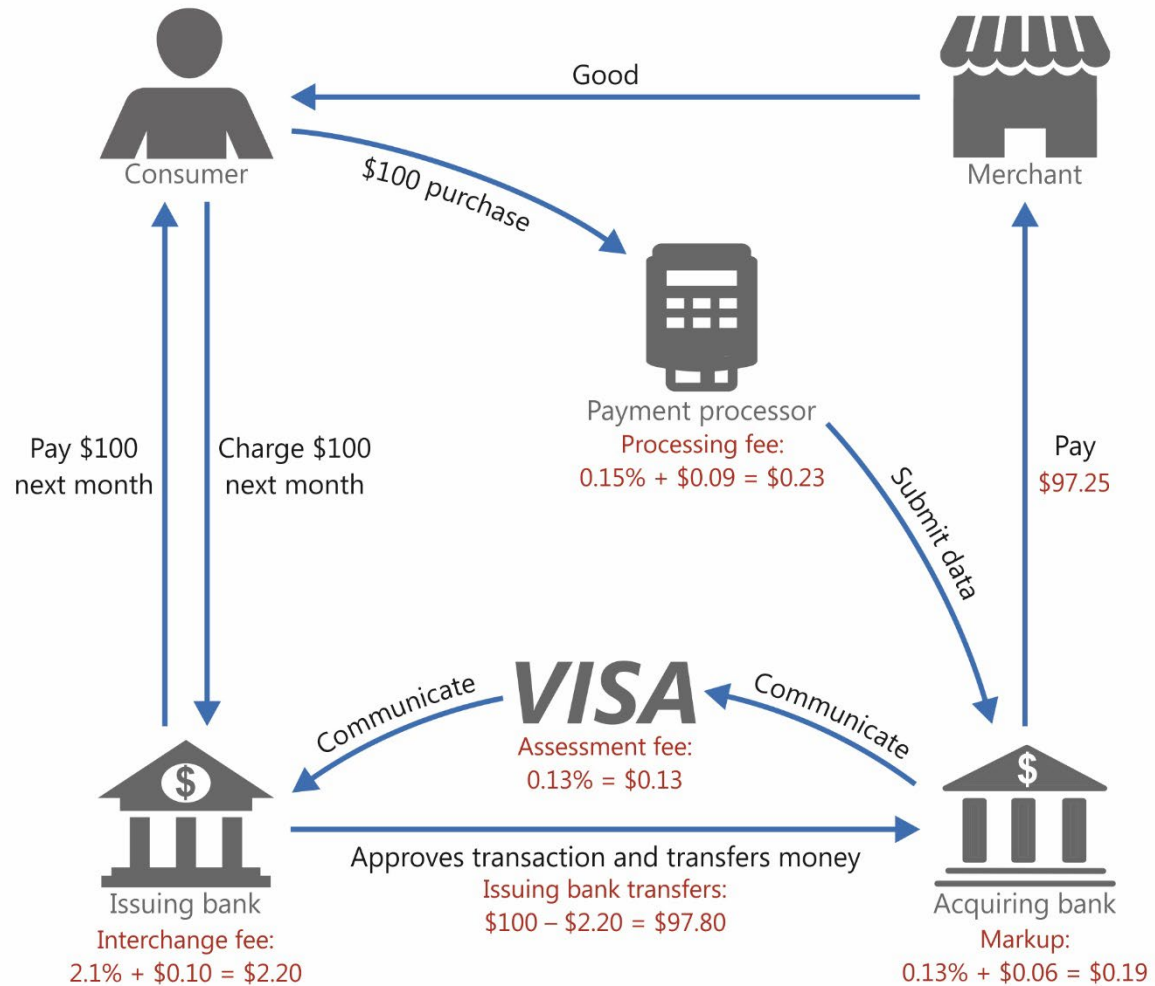 Good
Consumer
Merchant
$100 purchase
Payment processor
Processing fee:
0.15% + $0.09 = $0.23
Pay $100
next month
Charge $100
next month
Pay
$97.25
Submit data
Communicate
VISA
Communicate
Assessment fee:
0.13% = $0.13
$
$
Approves transaction and transfers money
Issuing bank transfers:
$100 – $2.20 = $97.80
Issuing bank
Interchange fee:
2.1% + $0.10 = $2.20
Acquiring bank
Markup:
0.13% + $0.06 = $0.19